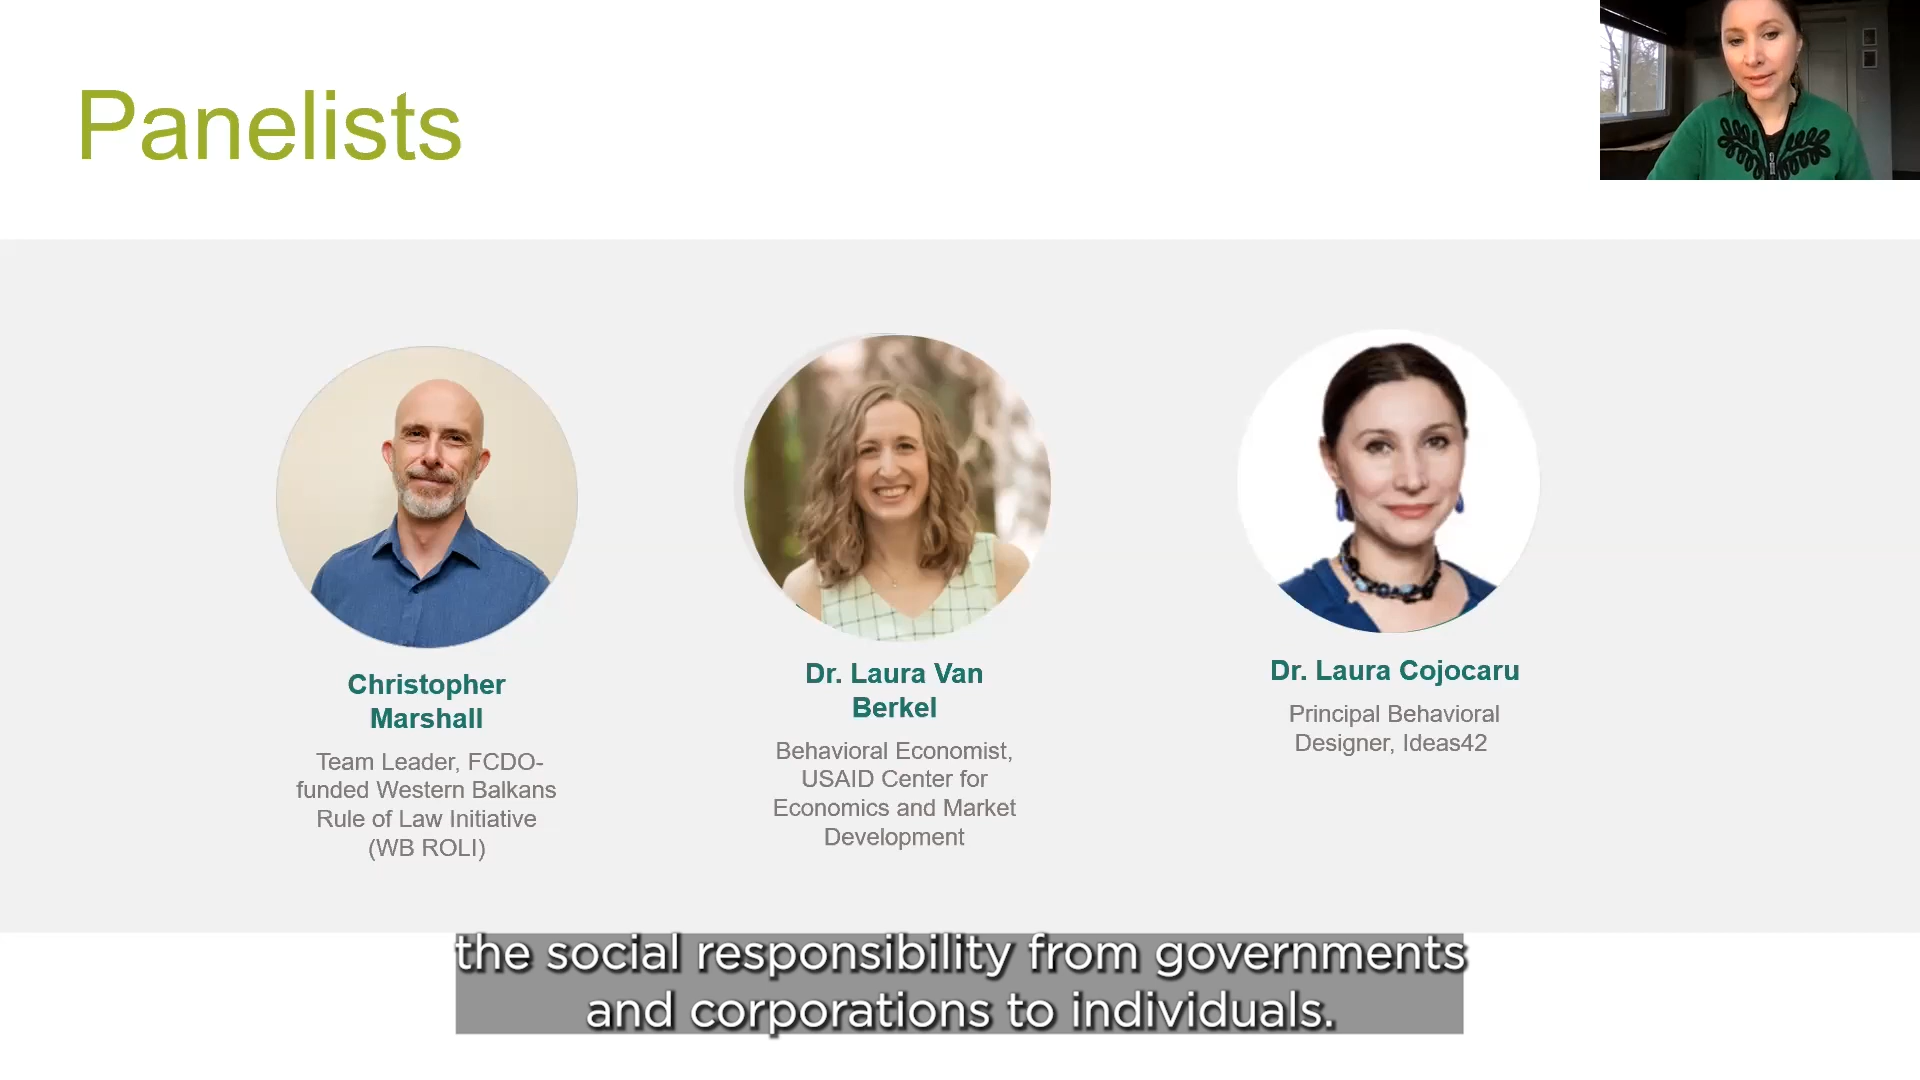 Panelists
Christopher
Marshall
Team Leader, FCDO-
funded Western Balkans
Rule of Law Initiative
(WB ROLI)
Dr. Laura Van
Berkel
Behavioral Economist,
USAID Center for
Economics and Market
Development
Dr. Laura Cojocaru
Principal Behavioral
Designer, Ideas42
the social responsibility from governments
and corporations to individuals.